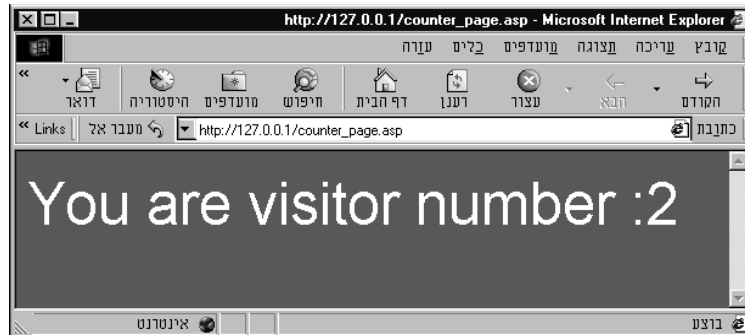 http://127.0.0.1/counter_page.asp - Microsoft Internet Explorer
קובץ עריכה תצוגה מועדפים כלים עזרה
הקודם הבא עצור רענן דף הבית חיפוש מועדפים היסטוריה דואר »
כתובת http://127.0.0.1/counter_page.asp מעבר אל Links »
You are visitor number :2
בוצע אינטרנט